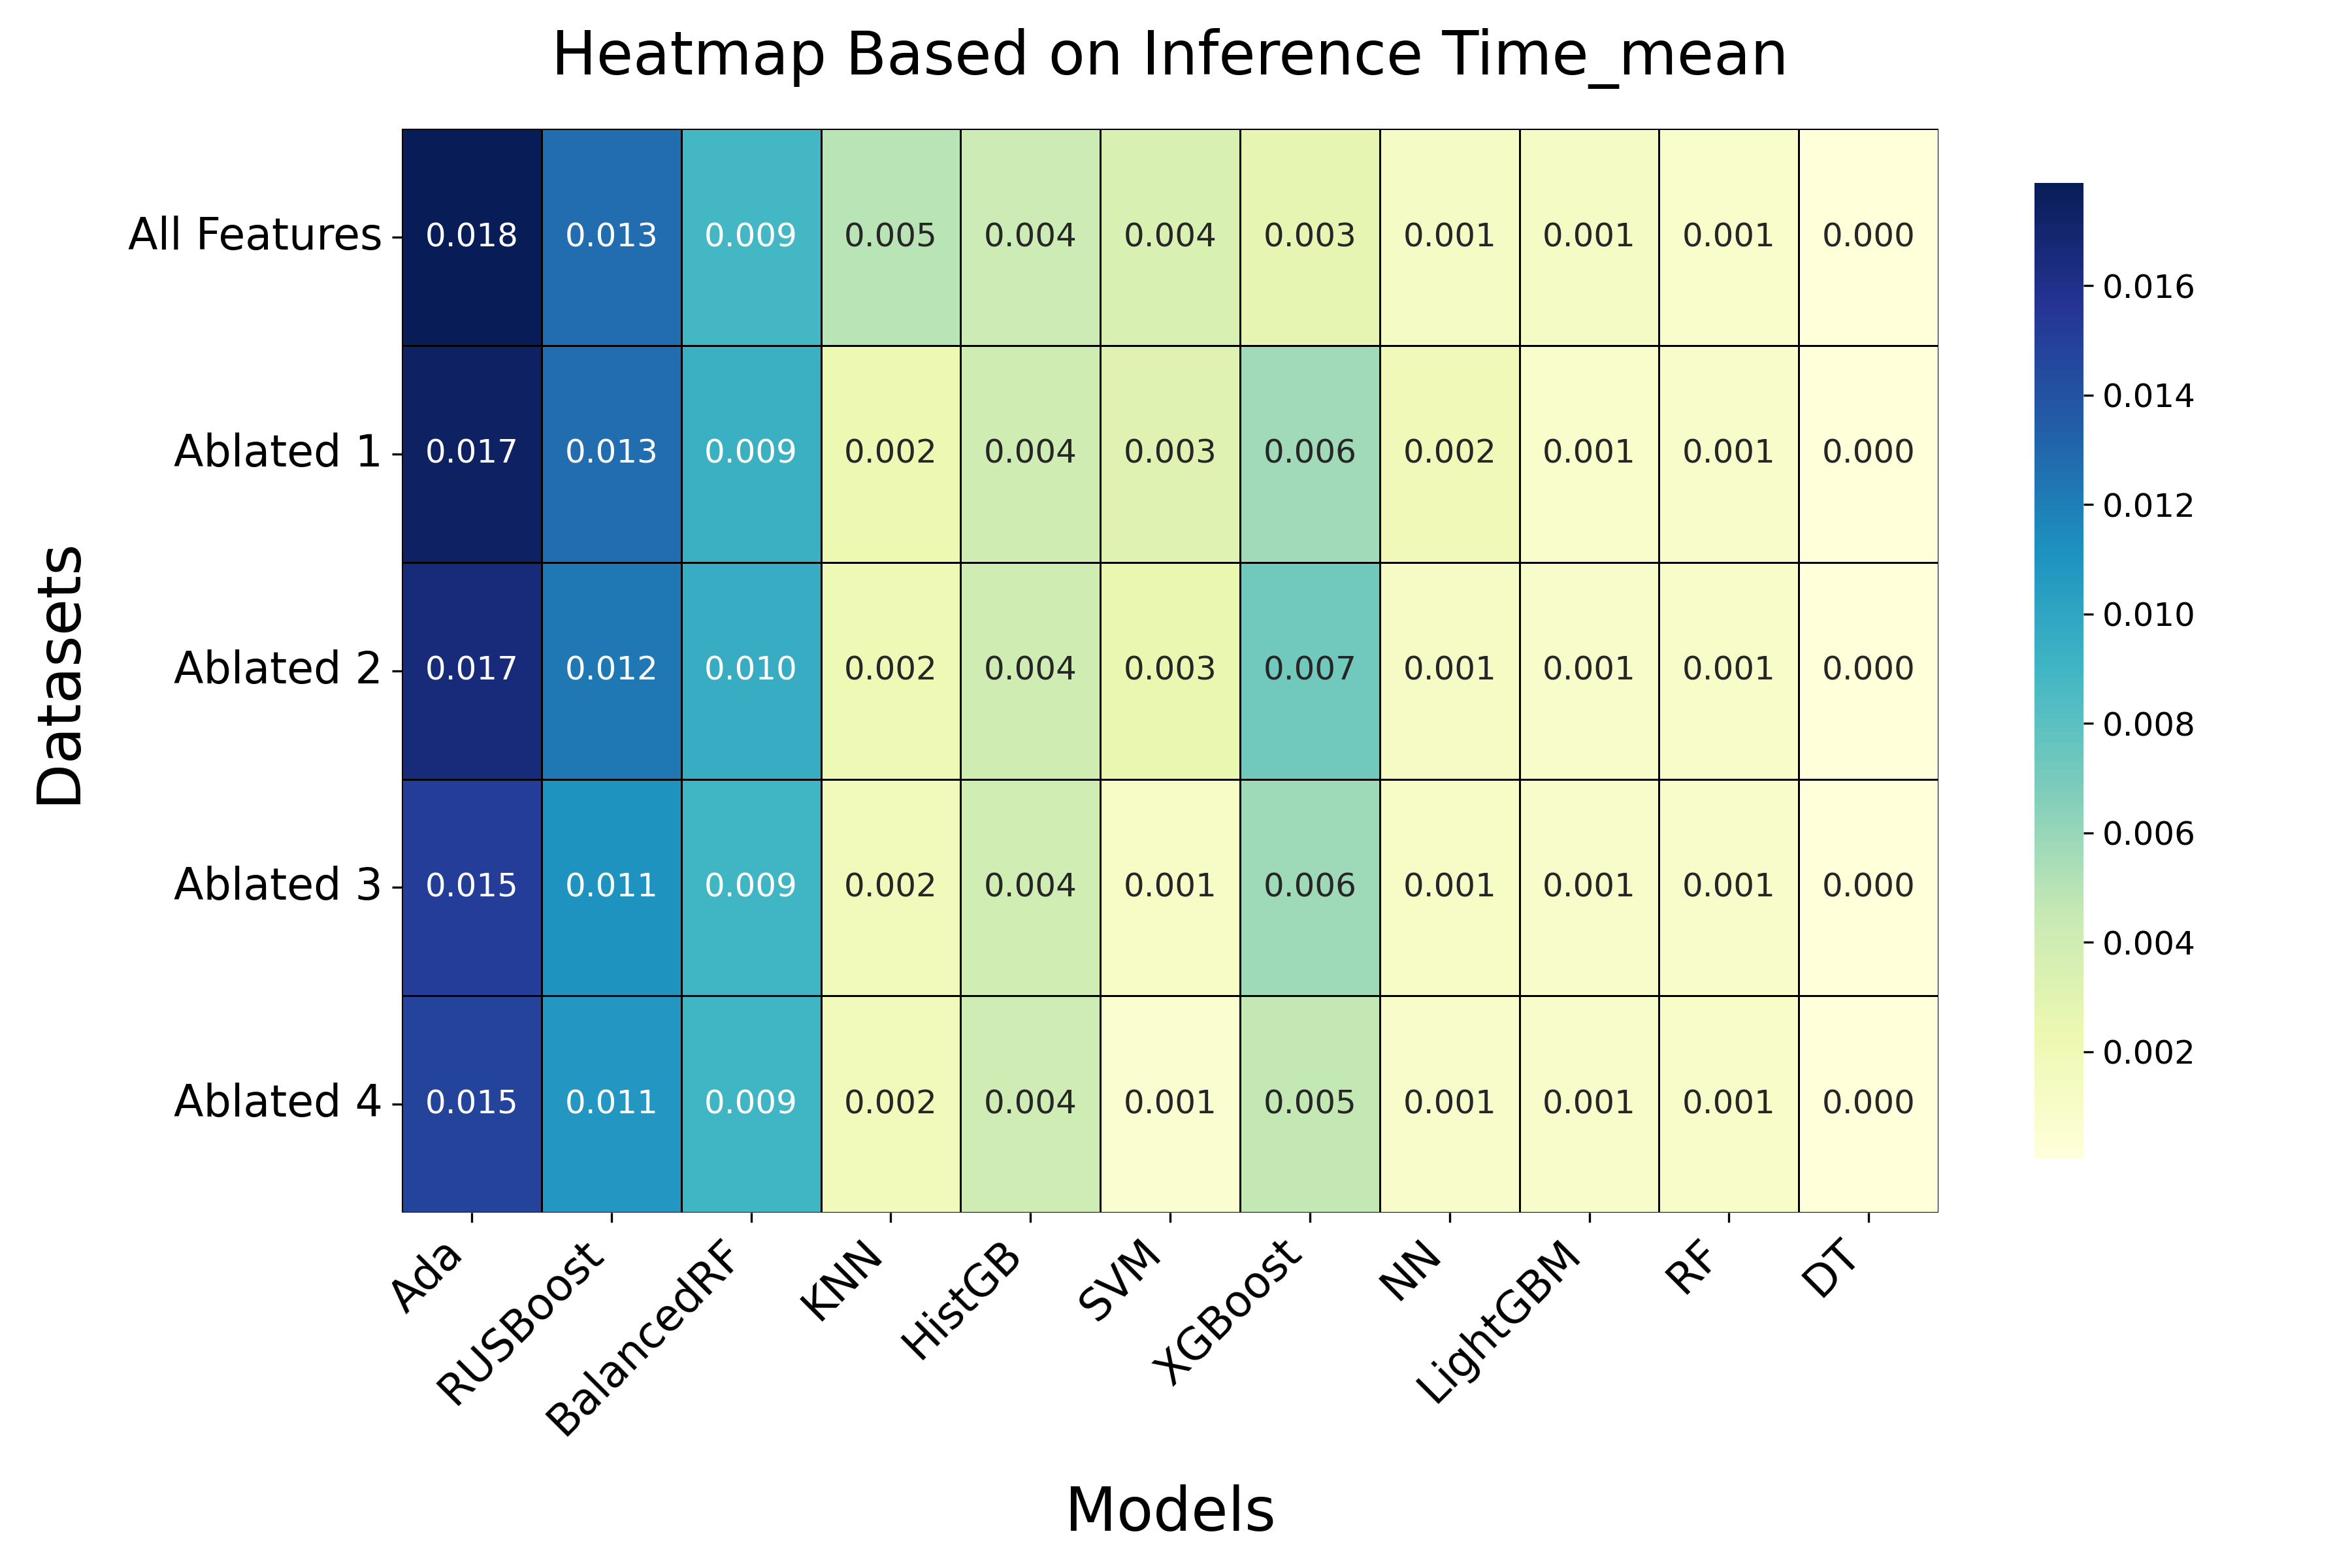 Heatmap Based on Inference Time_mean
Datasets
All Features 0.018 0.013 0.009 0.005 0.004 0.004 0.003 0.001 0.001 0.001 0.000
Ablated 1 0.017 0.013 0.009 0.002 0.004 0.003 0.006 0.002 0.001 0.001 0.000
Ablated 2 0.017 0.012 0.010 0.002 0.004 0.003 0.007 0.001 0.001 0.001 0.000
Ablated 3 0.015 0.011 0.009 0.002 0.004 0.001 0.006 0.001 0.001 0.001 0.000
Ablated 4 0.015 0.011 0.009 0.002 0.004 0.001 0.005 0.001 0.001 0.001 0.000
Ada RUSBoost BalancedRF KNN HistGB SVM XGBoost NN LightGBM RF DT
Models
0.016
0.014
0.012
0.010
0.008
0.006
0.004
0.002